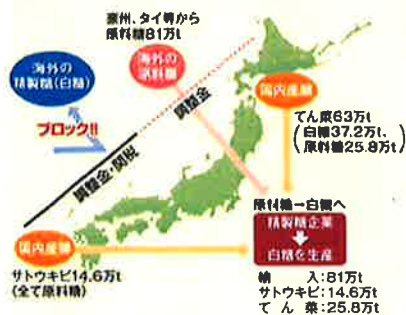 豪州、タイ等から
原料糖81万t
海外の
精製糖(白糖)
海外の
原料糖
調整金
国内産糖
ブロック!!
てん菜63万t
(白糖37.2万t、
原料糖25.8万t)
調整金・関税
原料糖→白糖へ
精製糖企業
白糖を生産
国内産糖
サトウキビ14.6万t
(全て原料糖)
輸 入:81万t
サトウキビ:14.6万t
て ん 菜:25.8万t